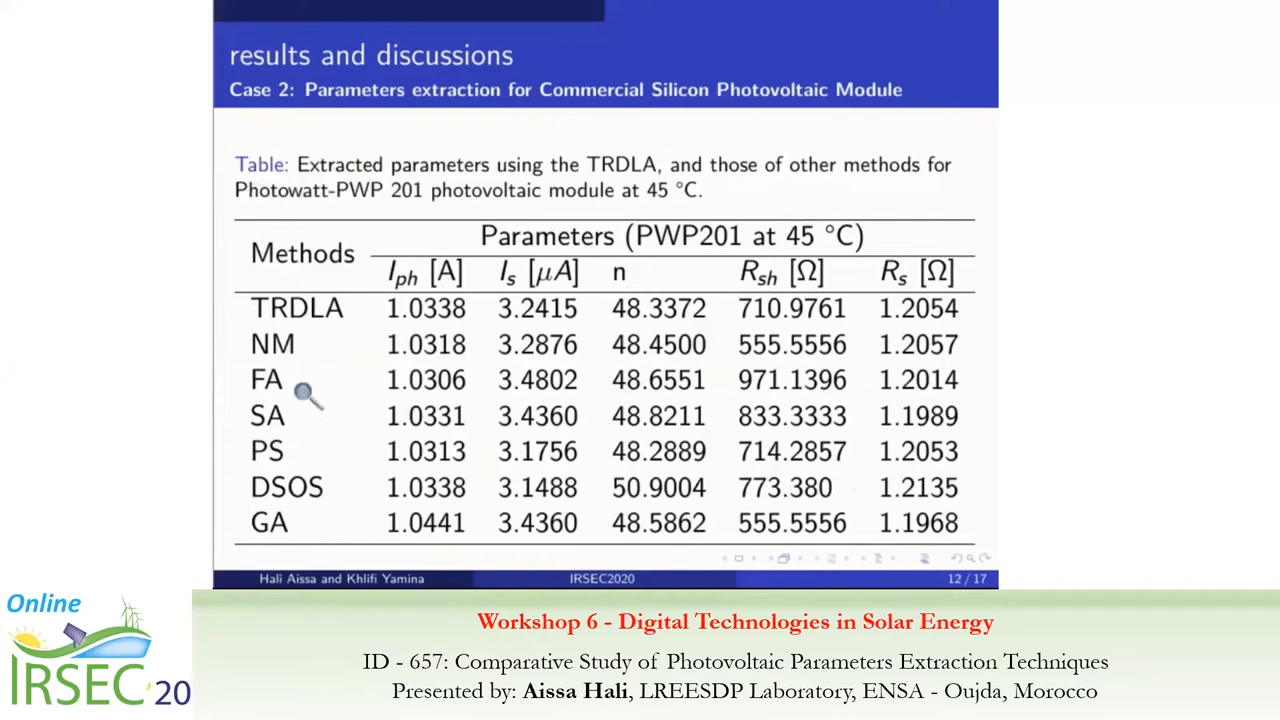 results and discussions
Case 2: Parameters extraction for Commercial Silicon Photovoltaic Module
Table: Extracted parameters using the TRDLA, and those of other methods for
Photowatt-PWP 201 photovoltaic module at 45 °C.
Methods Parameters (PWP201 at 45 °C)
Iph [A] Is [μA] n Rsh [Ω] Rs [Ω]
TRDLA 1.0338 3.2415 48.3372 710.9761 1.2054
NM 1.0318 3.2876 48.4500 555.5556 1.2057
FA 1.0306 3.4802 48.6551 971.1396 1.2014
SA 1.0331 3.4360 48.8211 833.3333 1.1989
PS 1.0313 3.1756 48.2889 714.2857 1.2053
DSOS 1.0338 3.1488 50.9004 773.380 1.2135
GA 1.0441 3.4360 48.5862 555.5556 1.1968
Hali Aissa and Khlifi Yamina IRSEC2020 12 / 17
Online
IRSEC'20
Workshop 6 - Digital Technologies in Solar Energy
ID - 657: Comparative Study of Photovoltaic Parameters Extraction Techniques
Presented by: Aissa Hali, LREESDP Laboratory, ENSA - Oujda, Morocco